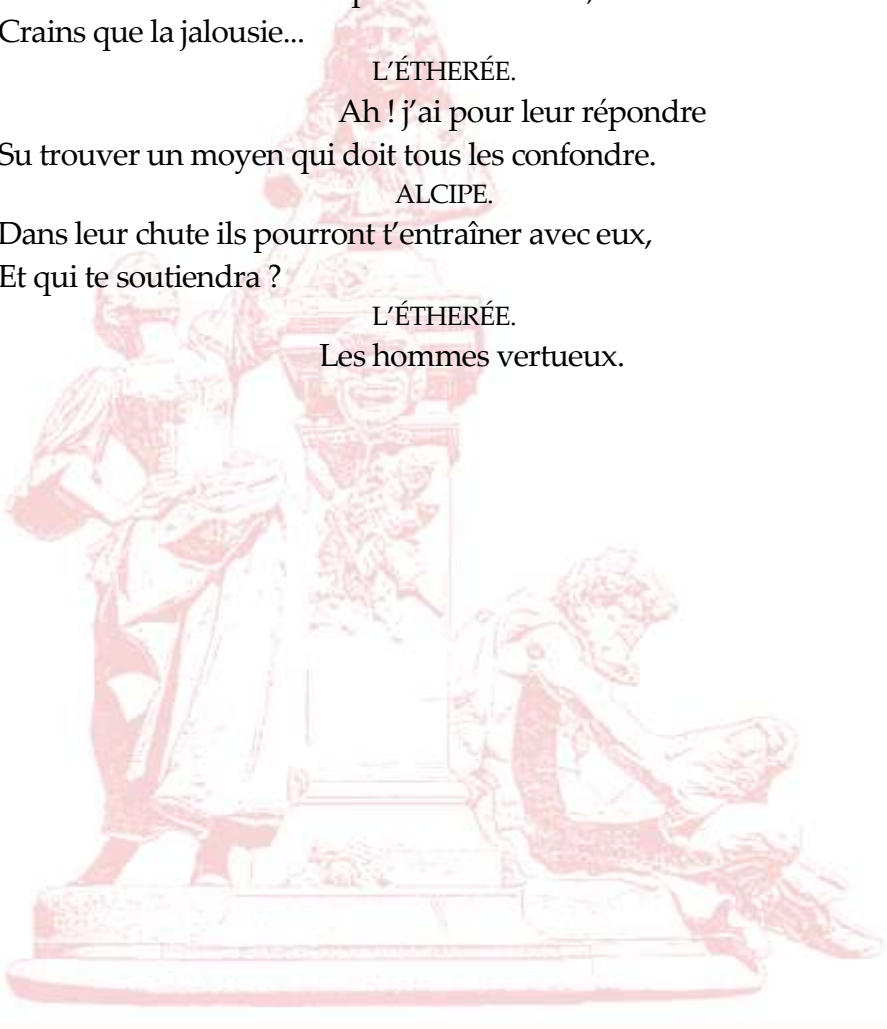 Crains que la jalousie...
L’ÉTHERÉE.
Ah ! j’ai pour leur répondre
Su trouver un moyen qui doit tous les confondre.
ALCIPE.
Dans leur chute ils pourront t’entraîner avec eux,
Et qui te soutiendra ?
L’ÉTHERÉE.
Les hommes vertueux.